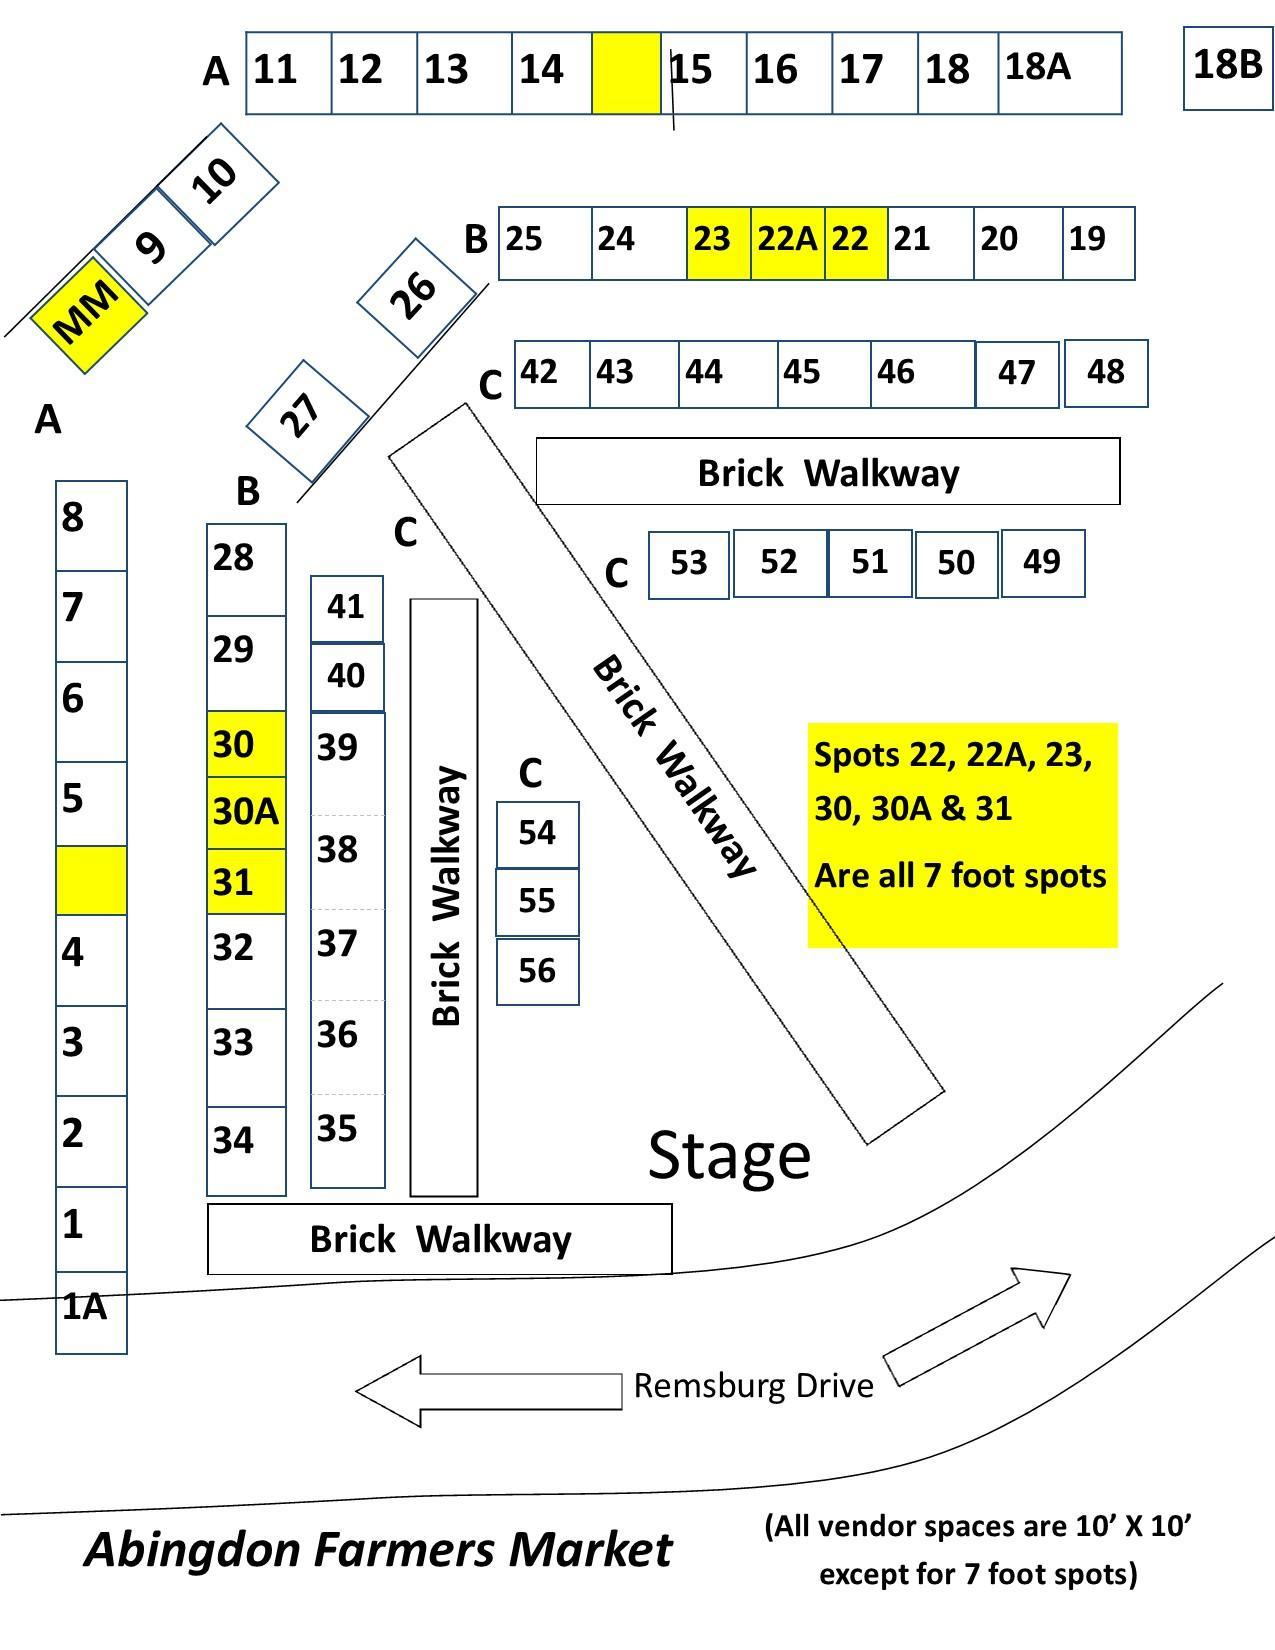 A 11 12 13 14 15 16 17 18 18A 18B
10
9
MM
A
B 25 24 23 22A 22 21 20 19
26
27
C 42 43 44 45 46 47 48
Brick Walkway
C 53 52 51 50 49
8
7
6
5
4
3
2
1
1A
B
28
29
30
30A
31
32
33
34
41
40
39
38
37
36
35
C
Brick Walkway
C
54
55
56
Brick Walkway
Spots 22, 22A, 23,
30, 30A & 31
Are all 7 foot spots
Stage
Brick Walkway
Remsburg Drive
Abingdon Farmers Market
(All vendor spaces are 10’ X 10’
except for 7 foot spots)